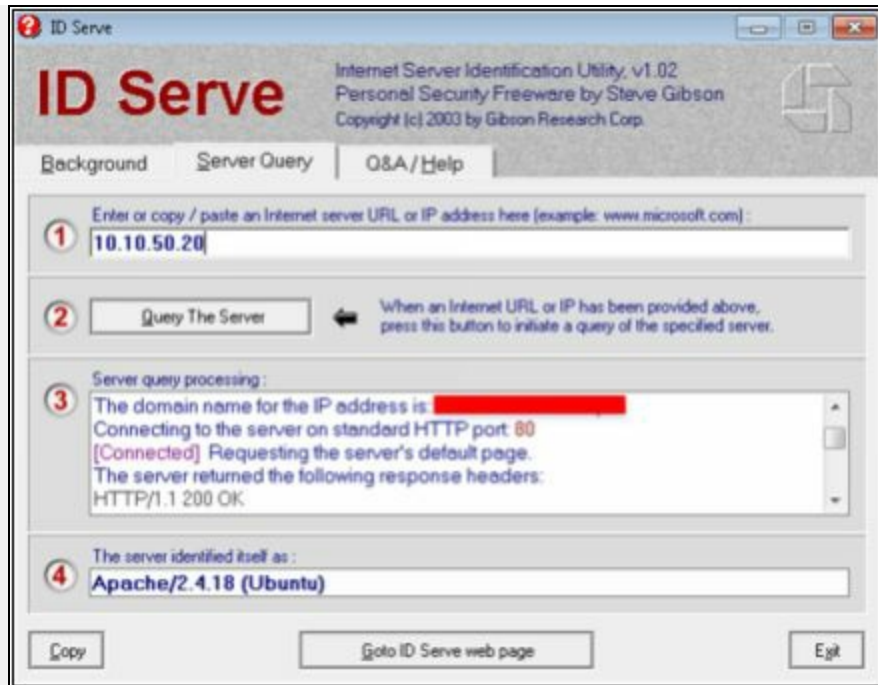 ID Serve
ID Serve
Internet Server Identification Utility, v1.02
Personal Security Freeware by Steve Gibson
Copyright (c) 2003 by Gibson Research Corp.
Background
Server Query
Q&A/Help
1
Enter or copy / paste an Internet server URL or IP address here (example: www.microsoft.com) :
10.10.50.20
2
Query The Server
When an Internet URL or IP has been provided above,
press this button to initiate a query of the specified server.
3
Server query processing :
The domain name for the IP address is:
Connecting to the server on standard HTTP port: 80
[Connected] Requesting the server's default page.
The server returned the following response headers:
HTTP/1.1 200 OK
4
The server identified itself as :
Apache/2.4.18 (Ubuntu)
Copy
Goto ID Serve web page
Exit